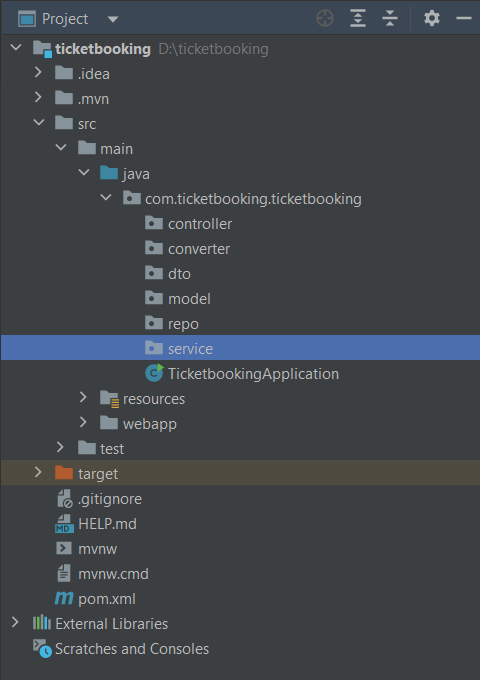 Project
ticketbooking D:\ticketbooking
.idea
.mvn
src
main
java
com.ticketbooking.ticketbooking
controller
converter
dto
model
repo
service
C TicketbookingApplication
resources
webapp
test
target
.gitignore
MD HELP.md
mvnw
mvnw.cmd
m pom.xml
External Libraries
Scratches and Consoles